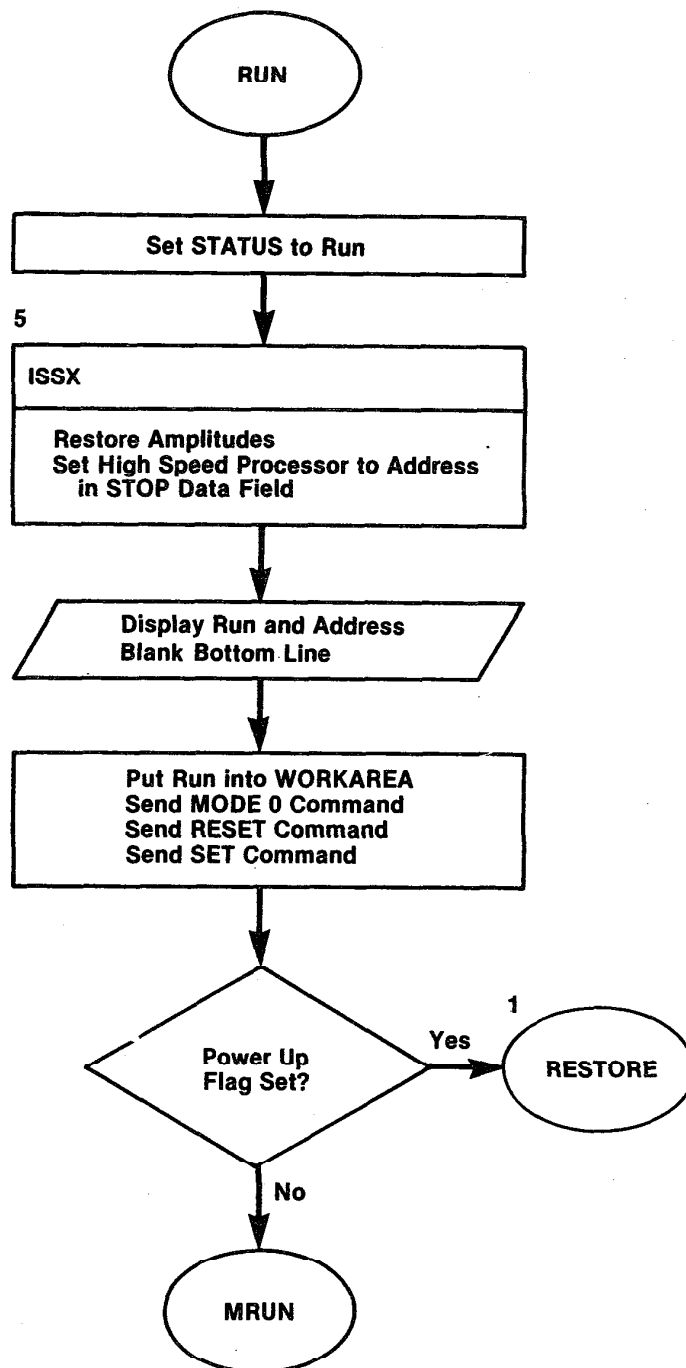 RUN
Set STATUS to Run
5
ISSX
Restore Amplitudes
Set High Speed Processor to Address
in STOP Data Field
Display Run and Address
Blank Bottom Line
Put Run into WORKAREA
Send MODE 0 Command
Send RESET Command
Send SET Command
Power Up
Flag Set?
Yes
1
RESTORE
No
MRUN